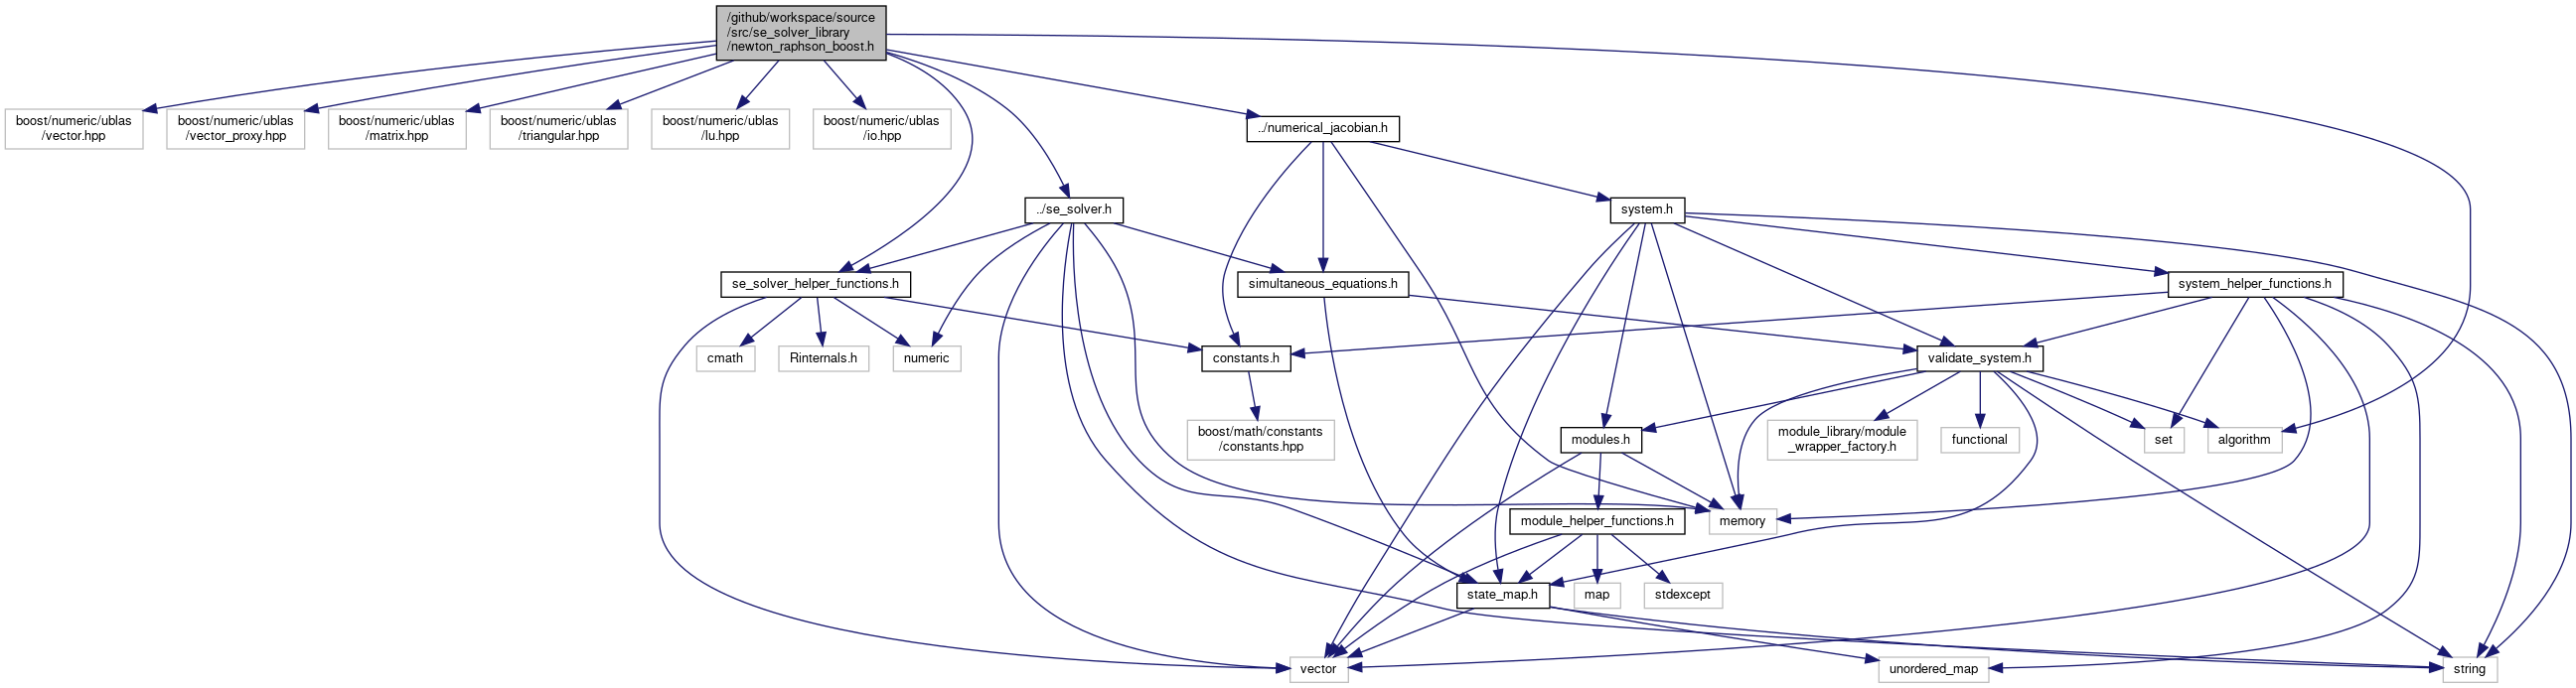 /github/workspace/source
/src/se_solver_library
/newton_raphson_boost.h
boost/numeric/ublas
/vector.hpp
boost/numeric/ublas
/vector_proxy.hpp
boost/numeric/ublas
/matrix.hpp
boost/numeric/ublas
/triangular.hpp
boost/numeric/ublas
/lu.hpp
boost/numeric/ublas
/io.hpp
../numerical_jacobian.h
../se_solver.h
system.h
se_solver_helper_functions.h
simultaneous_equations.h
system_helper_functions.h
cmath
Rinternals.h
numeric
constants.h
validate_system.h
boost/math/constants
/constants.hpp
modules.h
module_library/module
_wrapper_factory.h
functional
set
algorithm
module_helper_functions.h
memory
state_map.h
map
stdexcept
vector
unordered_map
string